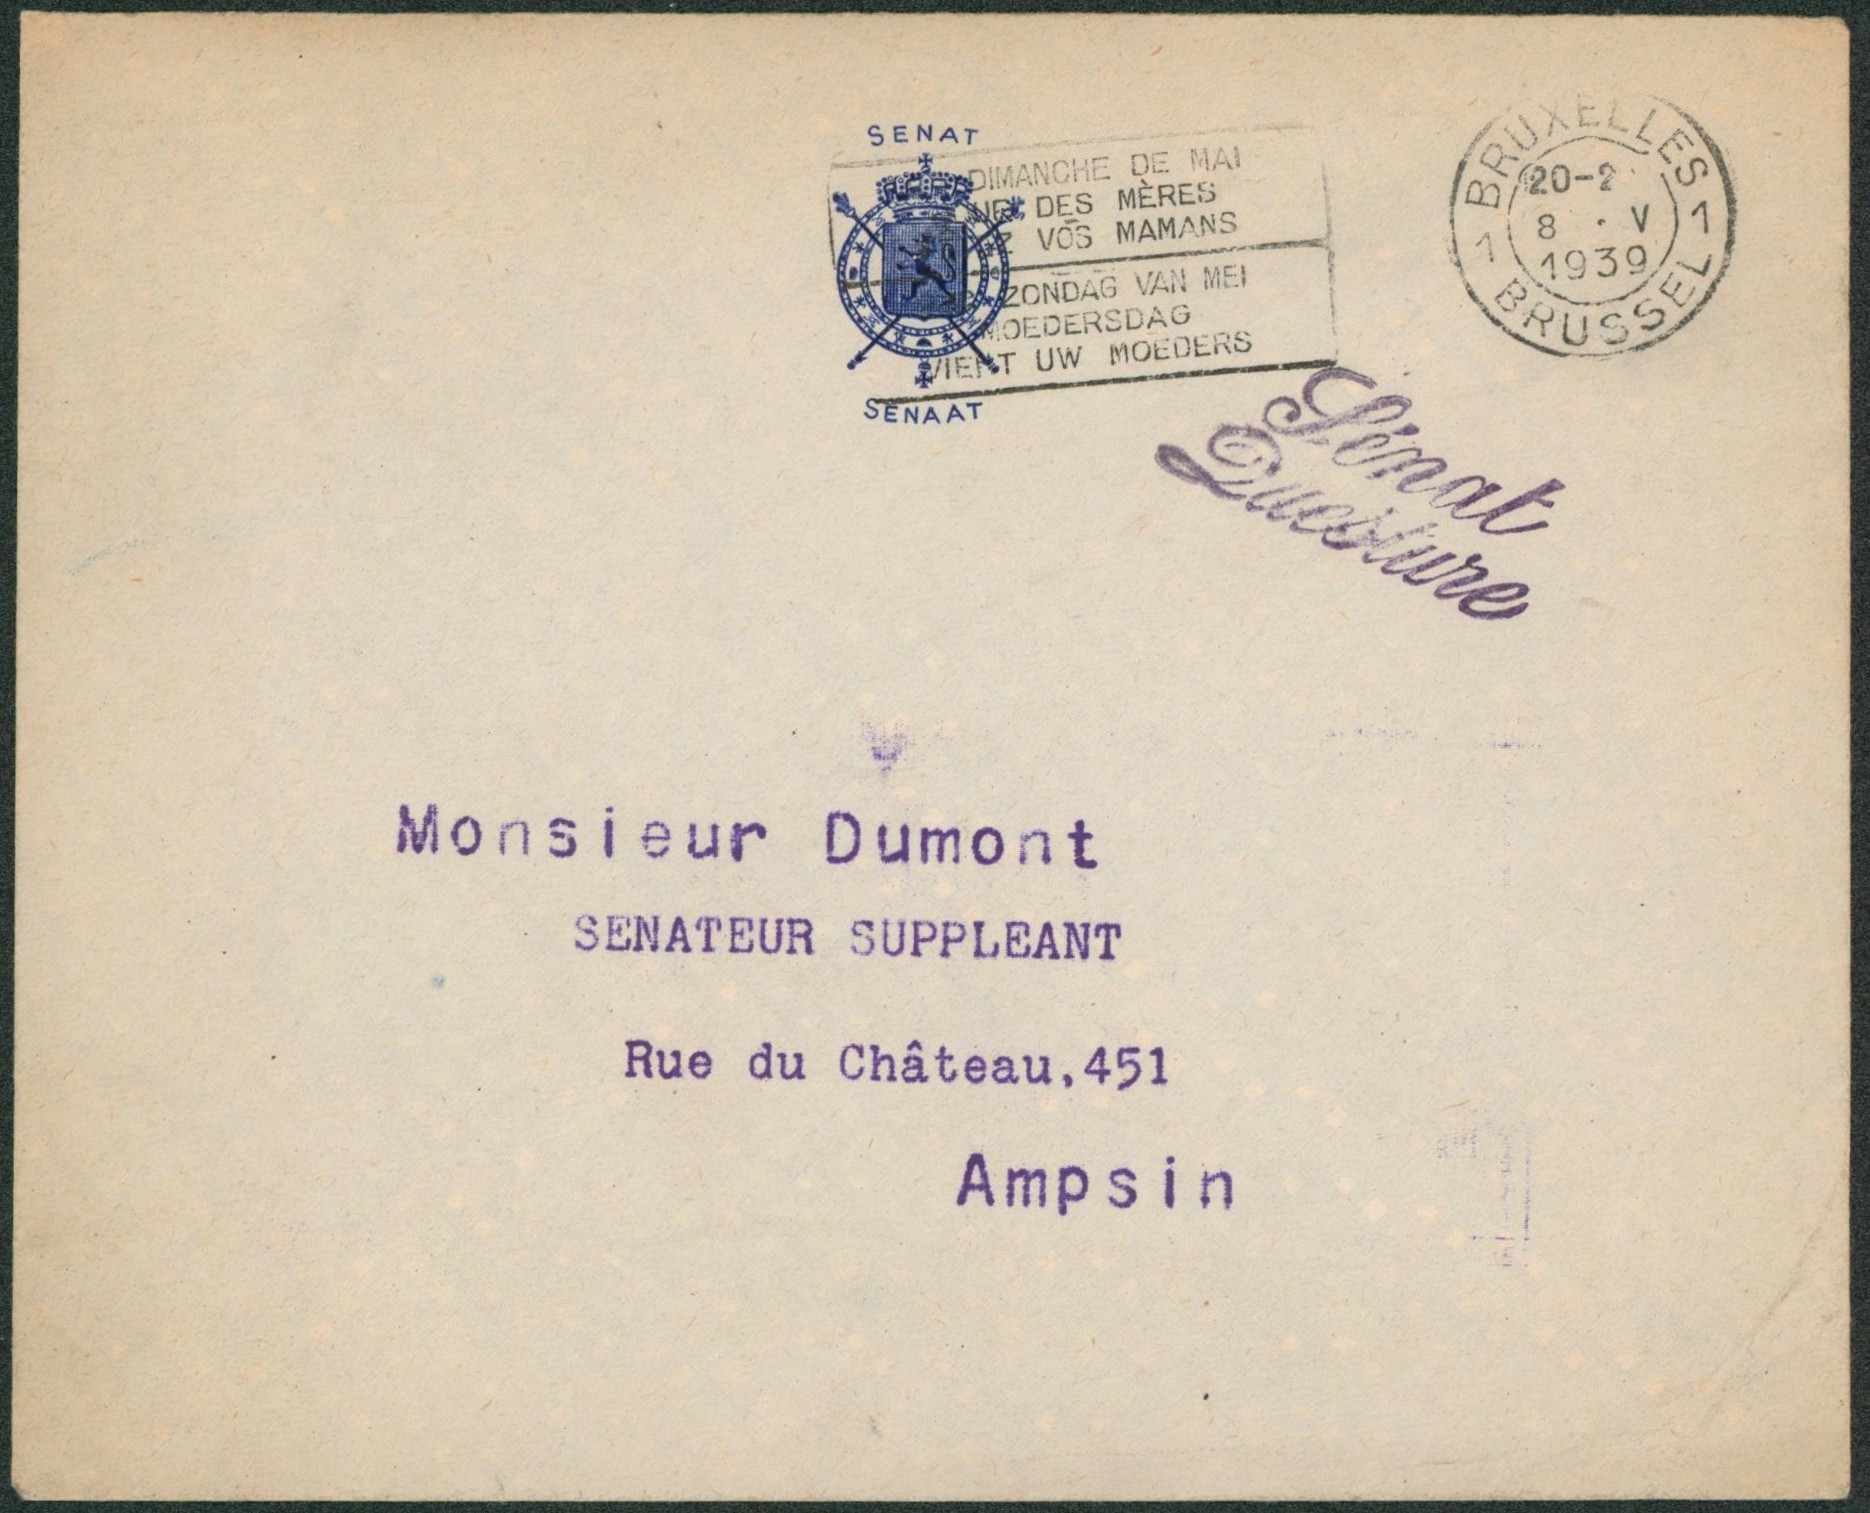 SENAT
DIMANCHE DE MAI
DES MÈRES
VOS MAMANS
ZONDAG VAN MEI
MOEDERSDAG
VIERT UW MOEDERS
SENAAT
BRUXELLES
20-2
8 · V
1 1
1939
BRUSSEL
Sénat
Questure
Monsieur Dumont
SENATEUR SUPPLEANT
Rue du Château,451
Ampsin